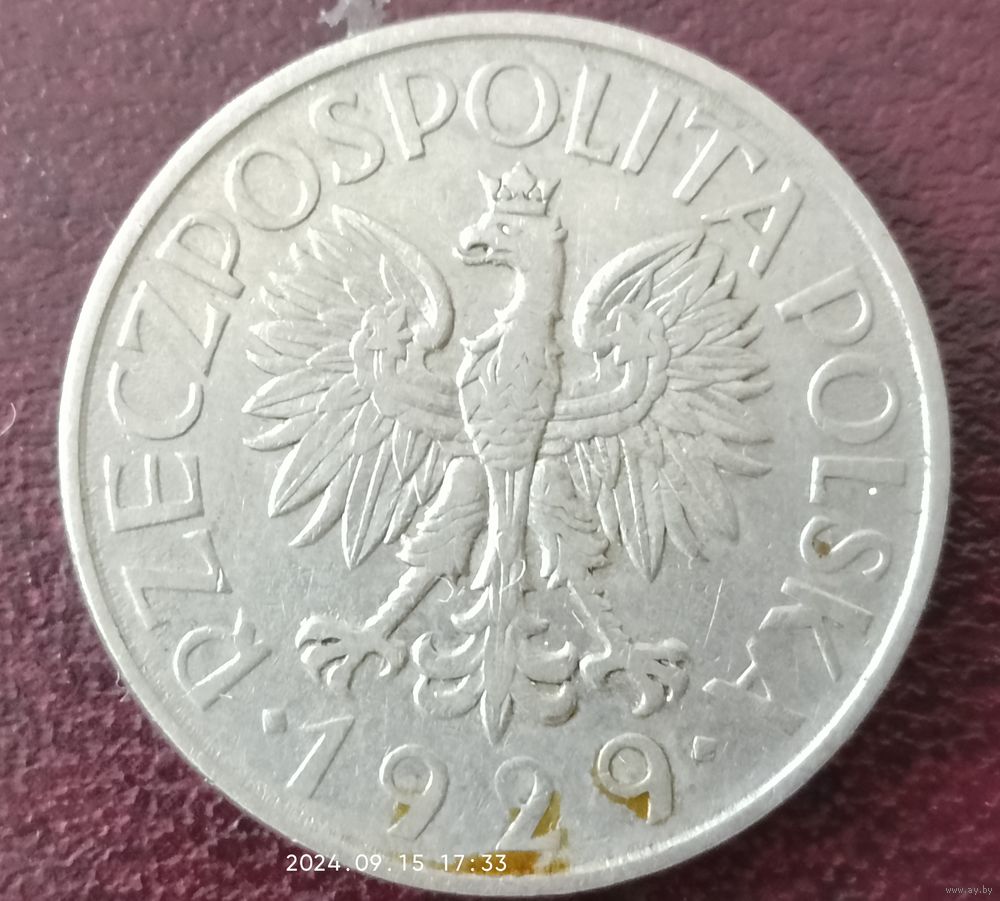 RZECZPOSPOLITA POLSKA
· 1929 ·
2024.09.15 17:33
www.ay.by